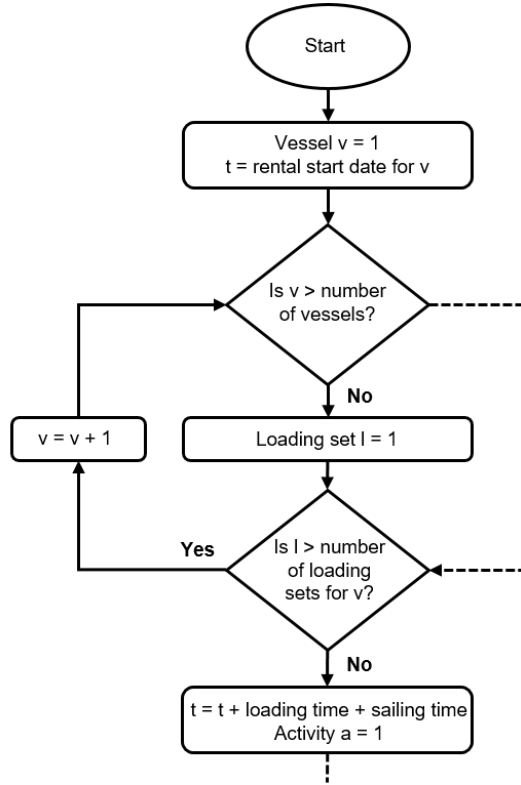 Start
Vessel v = 1
t = rental start date for v
Is v > number
of vessels?
No
v = v + 1
Loading set l = 1
Yes
Is l > number
of loading
sets for v?
No
t = t + loading time + sailing time
Activity a = 1